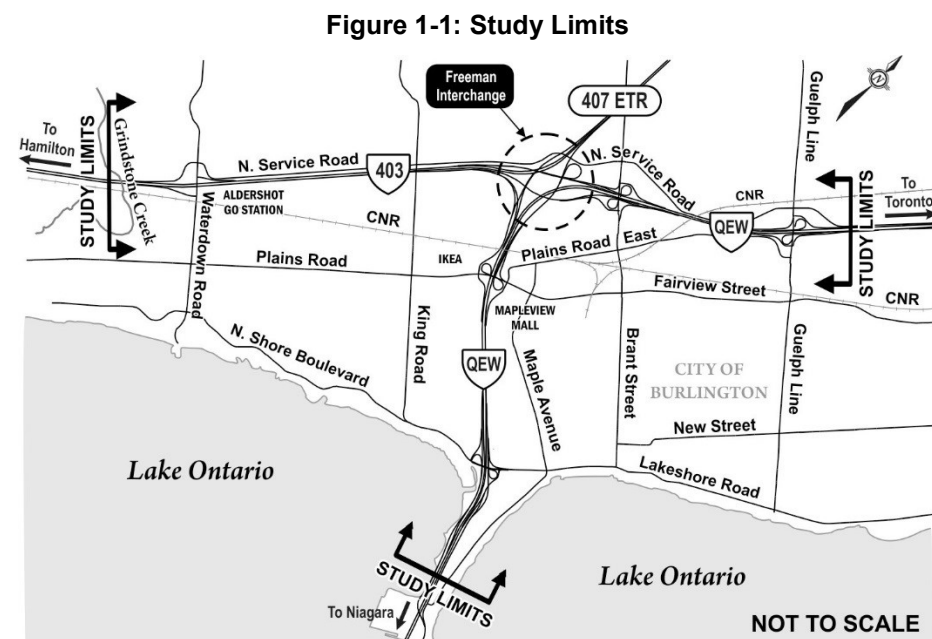 Figure 1-1: Study Limits
Freeman
Interchange
407 ETR
N
To
Hamilton
STUDY LIMITS
Grindstone Creek
N. Service Road
403
N. Service Road
Guelph Line
CNR
To
Toronto
STUDY LIMITS
ALDERSHOT
GO STATION
CNR
Waterdown Road
QEW
Plains Road East
Plains Road
IKEA
Fairview Street
CNR
MAPLEVIEW
MALL
N. Shore Boulevard
King Road
QEW
Maple Avenue
Brant Street
CITY OF
BURLINGTON
Guelph Line
New Street
Lakeshore Road
Lake Ontario
STUDY LIMITS
Lake Ontario
To Niagara
NOT TO SCALE